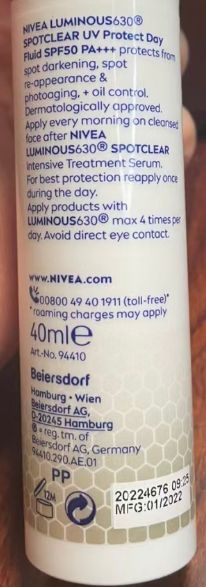 NIVEA LUMINOUS630®
SPOTCLEAR UV Protect Day
Fluid SPF50 PA+++ protects from
spot darkening, spot
re-appearance &
photoaging, + oil control.
Dermatologically approved.
Apply every morning on cleansed
face after NIVEA
LUMINOUS630® SPOTCLEAR
Intensive Treatment Serum.
For best protection reapply once
during the day.
Apply products with
LUMINOUS630® max 4 times per
day. Avoid direct eye contact.
www.NIVEA.com
00800 49 40 1911 (toll-free)*
* roaming charges may apply
40ml e
Art.-No. 94410
Beiersdorf
Hamburg · Wien
Beiersdorf AG,
D-20245 Hamburg
® = reg. tm. of
Beiersdorf AG, Germany
94410.290.AE.01
PP
12M
20224676 09:25
MFG:01/2022